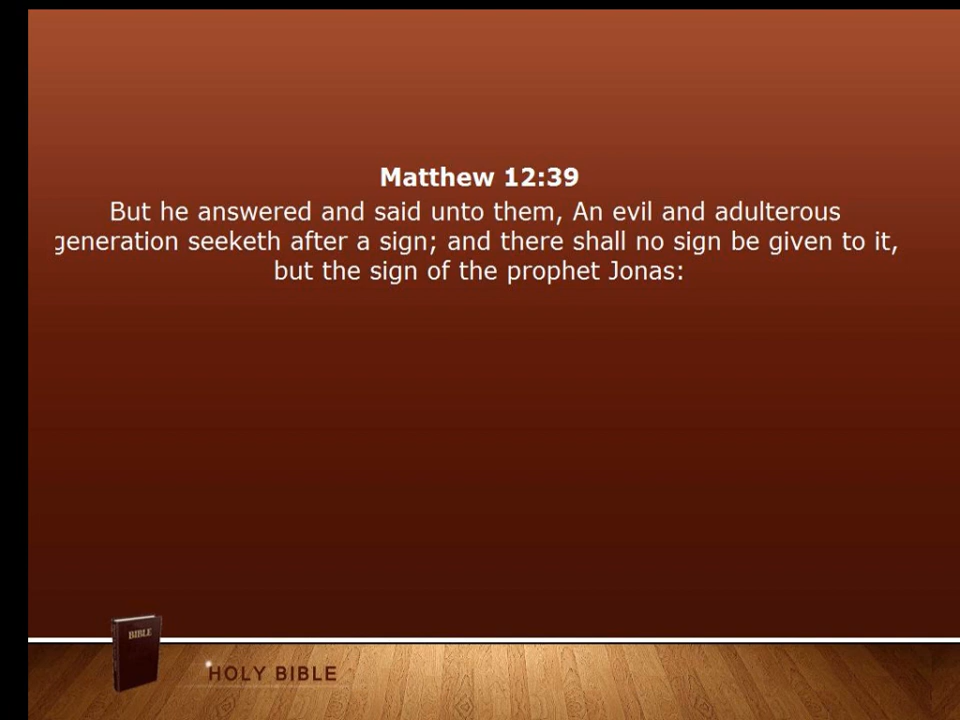 Matthew 12:39
But he answered and said unto them, An evil and adulterous
generation seeketh after a sign; and there shall no sign be given to it,
but the sign of the prophet Jonas:
BIBLE
HOLY BIBLE